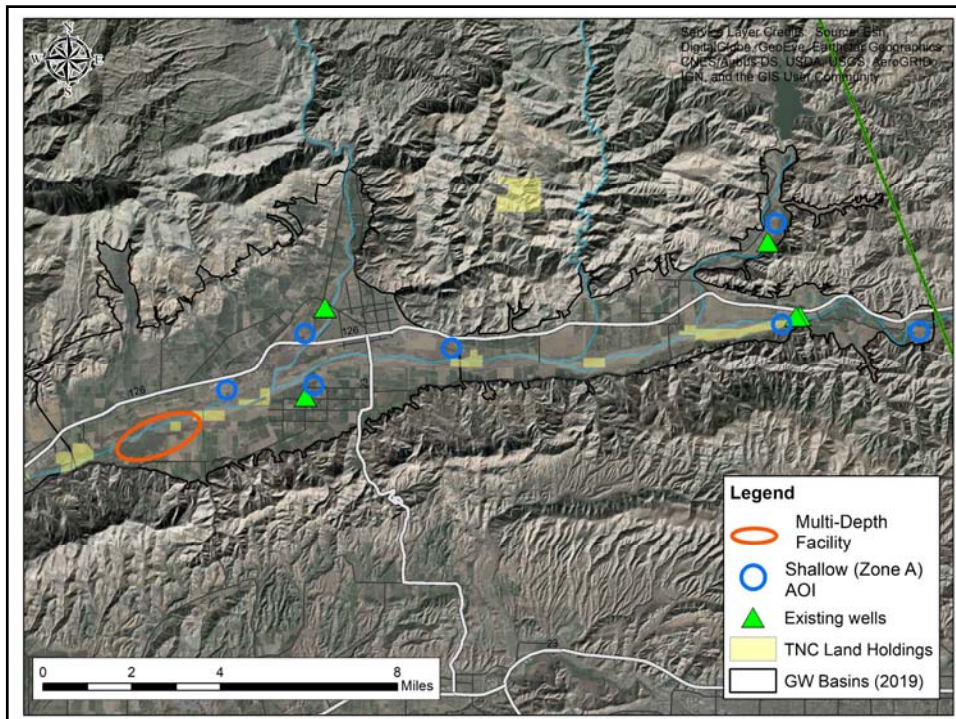 Service Layer Credits: Source: Esri,
DigitalGlobe, GeoEye, Earthstar Geographics,
CNES/Airbus DS, USDA, USGS, AeroGRID,
IGN, and the GIS User Community
N
W
E
S
126
126
Legend
Multi-Depth
Facility
Shallow (Zone A)
AOI
Existing wells
TNC Land Holdings
GW Basins (2019)
0 2 4 8
Miles